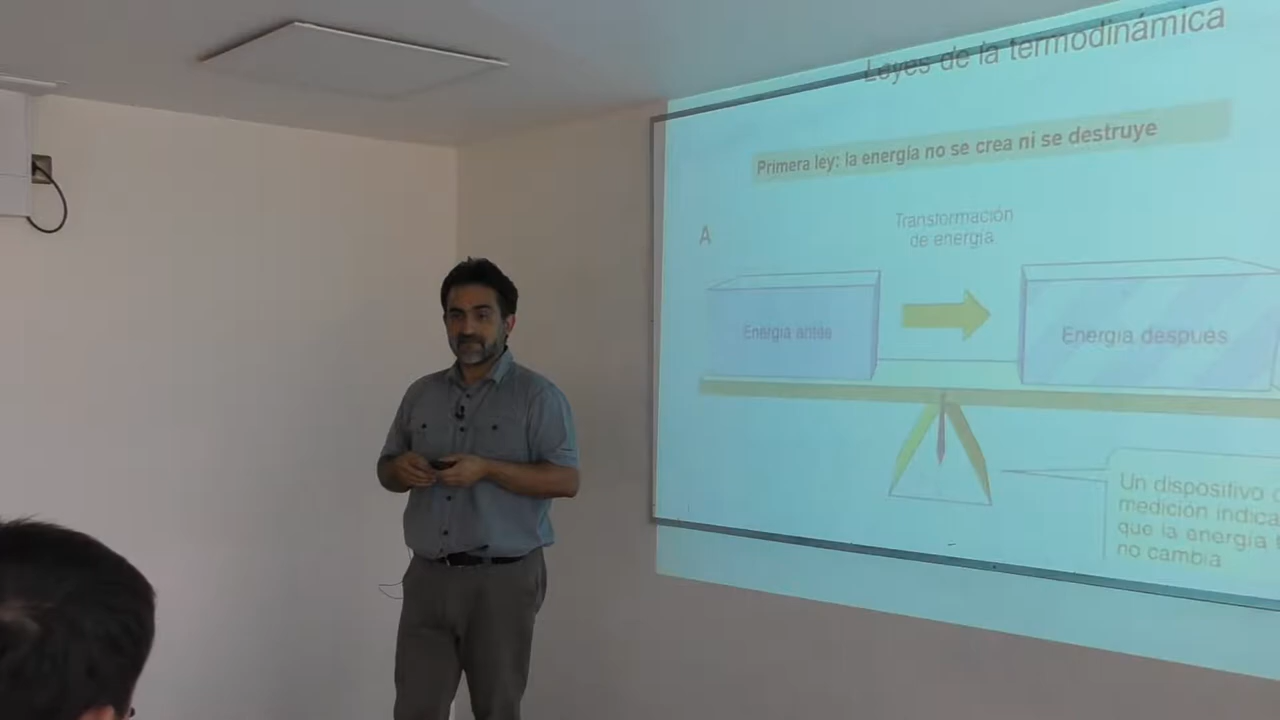 Leyes de la termodinámica
Primera ley: la energía no se crea ni se destruye
Transformación
de energía
A
Energía antes
Energía después
Un dispositivo
medición indica
que la energía
no cambia